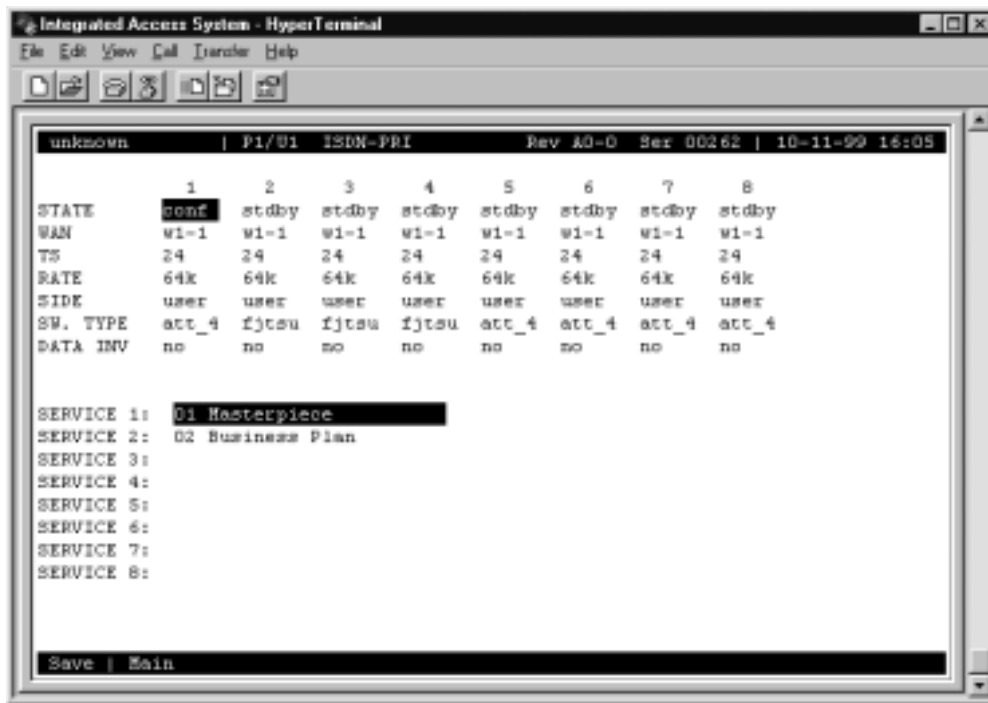 Integrated Access System - HyperTerminal
File Edit View Call Transfer Help
unknown | P1/U1 ISDN-PRI Rev A0-0 Ser 00262 | 10-11-99 16:05
1 2 3 4 5 6 7 8
STATE conf stdby stdby stdby stdby stdby stdby stdby
WAN w1-1 w1-1 w1-1 w1-1 w1-1 w1-1 w1-1 w1-1
TS 24 24 24 24 24 24 24 24
RATE 64k 64k 64k 64k 64k 64k 64k 64k
SIDE user user user user user user user user
SW. TYPE att_4 fjtsu fjtsu fjtsu att_4 att_4 att_4 att_4
DATA INV no no no no no no no no
SERVICE 1: 01 Masterpiece
SERVICE 2: 02 Business Plan
SERVICE 3:
SERVICE 4:
SERVICE 5:
SERVICE 6:
SERVICE 7:
SERVICE 8:
Save | Main